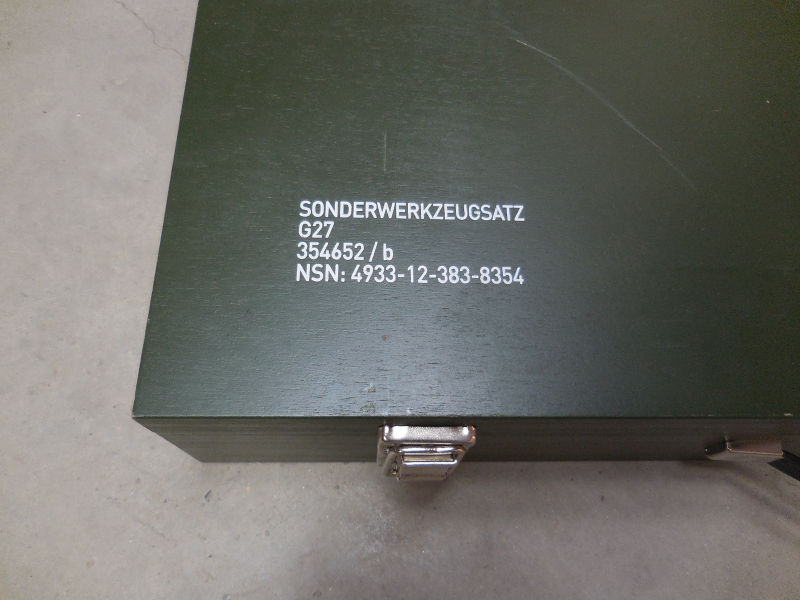 SONDERWERKZEUGSATZ
G27
354652 / b
NSN: 4933-12-383-8354